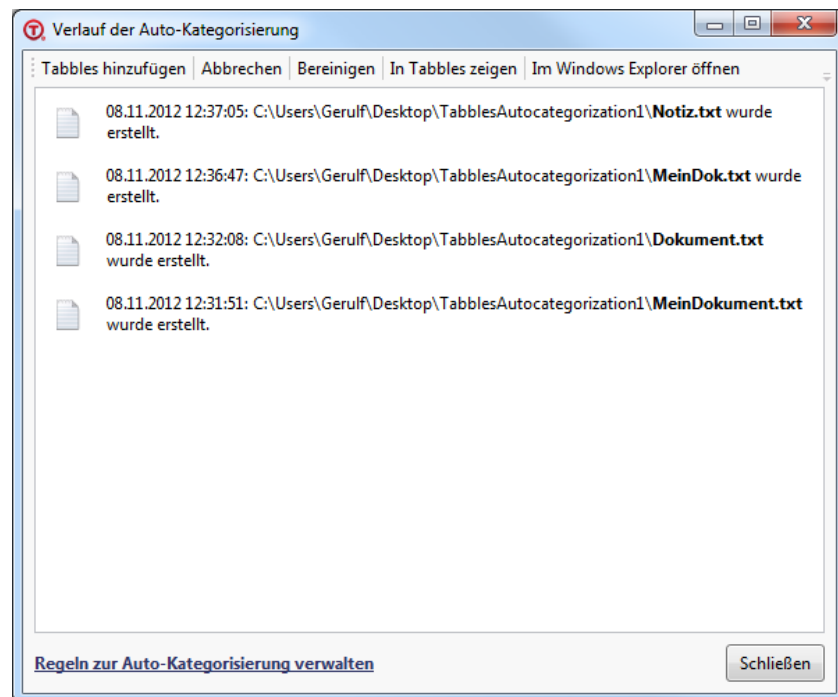 Verlauf der Auto-Kategorisierung
Tabbles hinzufügen Abbrechen Bereinigen In Tabbles zeigen Im Windows Explorer öffnen
08.11.2012 12:37:05: C:\Users\Gerulf\Desktop\TabblesAutocategorization1\Notiz.txt wurde
erstellt.
08.11.2012 12:36:47: C:\Users\Gerulf\Desktop\TabblesAutocategorization1\MeinDok.txt wurde
erstellt.
08.11.2012 12:32:08: C:\Users\Gerulf\Desktop\TabblesAutocategorization1\Dokument.txt
wurde erstellt.
08.11.2012 12:31:51: C:\Users\Gerulf\Desktop\TabblesAutocategorization1\MeinDokument.txt
wurde erstellt.
Regeln zur Auto-Kategorisierung verwalten
Schließen